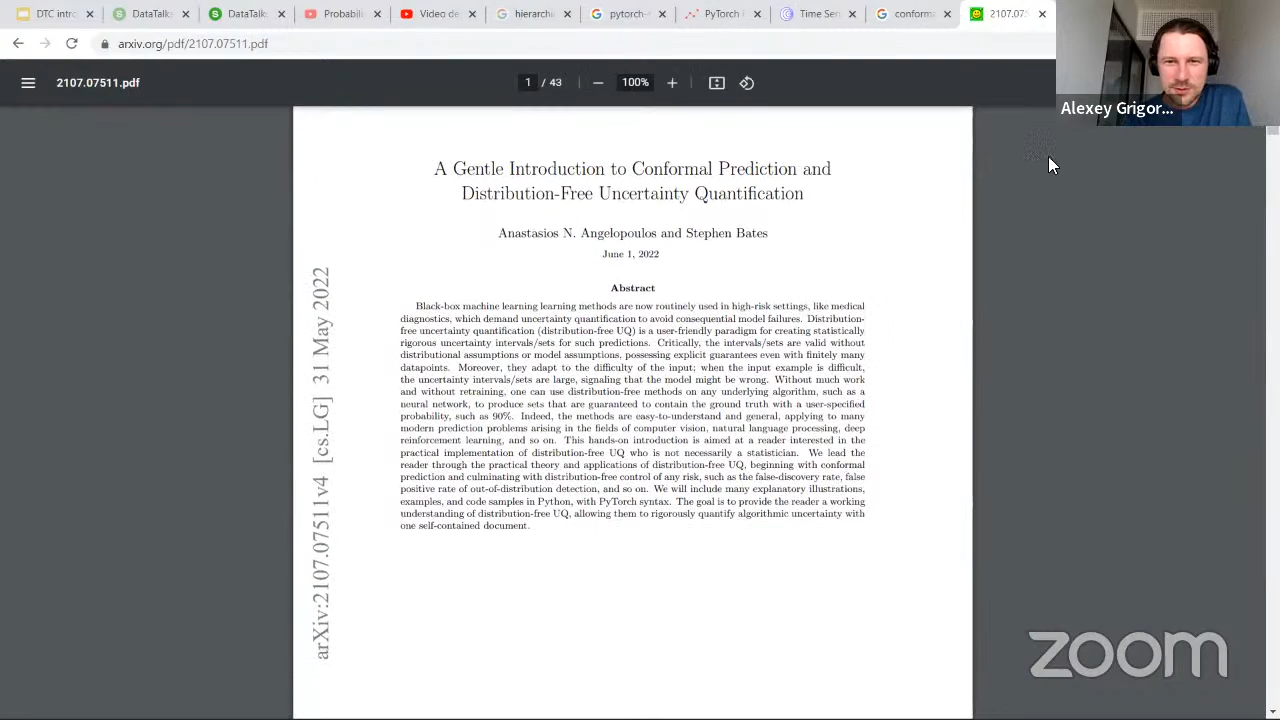 DTC intro
DataTalk
DataTalk
Probabili
Video de
hierarch
pytorch-
PyTorch
Time Ser
conforma
2107.075
arxiv.org/pdf/2107.07511.pdf
2107.07511.pdf
1 / 43
100%
Alexey Grigor...
A Gentle Introduction to Conformal Prediction and
Distribution-Free Uncertainty Quantification
Anastasios N. Angelopoulos and Stephen Bates
June 1, 2022
Abstract
Black-box machine learning learning methods are now routinely used in high-risk settings, like medical
diagnostics, which demand uncertainty quantification to avoid consequential model failures. Distribution-
free uncertainty quantification (distribution-free UQ) is a user-friendly paradigm for creating statistically
rigorous uncertainty intervals/sets for such predictions. Critically, the intervals/sets are valid without
distributional assumptions or model assumptions, possessing explicit guarantees even with finitely many
datapoints. Moreover, they adapt to the difficulty of the input; when the input example is difficult,
the uncertainty intervals/sets are large, signaling that the model might be wrong. Without much work
and without retraining, one can use distribution-free methods on any underlying algorithm, such as a
neural network, to produce sets that are guaranteed to contain the ground truth with a user-specified
probability, such as 90%. Indeed, the methods are easy-to-understand and general, applying to many
modern prediction problems arising in the fields of computer vision, natural language processing, deep
reinforcement learning, and so on. This hands-on introduction is aimed at a reader interested in the
practical implementation of distribution-free UQ who is not necessarily a statistician. We lead the
reader through the practical theory and applications of distribution-free UQ, beginning with conformal
prediction and culminating with distribution-free control of any risk, such as the false-discovery rate, false
positive rate of out-of-distribution detection, and so on. We will include many explanatory illustrations,
examples, and code samples in Python, with PyTorch syntax. The goal is to provide the reader a working
understanding of distribution-free UQ, allowing them to rigorously quantify algorithmic uncertainty with
one self-contained document.
arXiv:2107.07511v4 [cs.LG] 31 May 2022
zoom